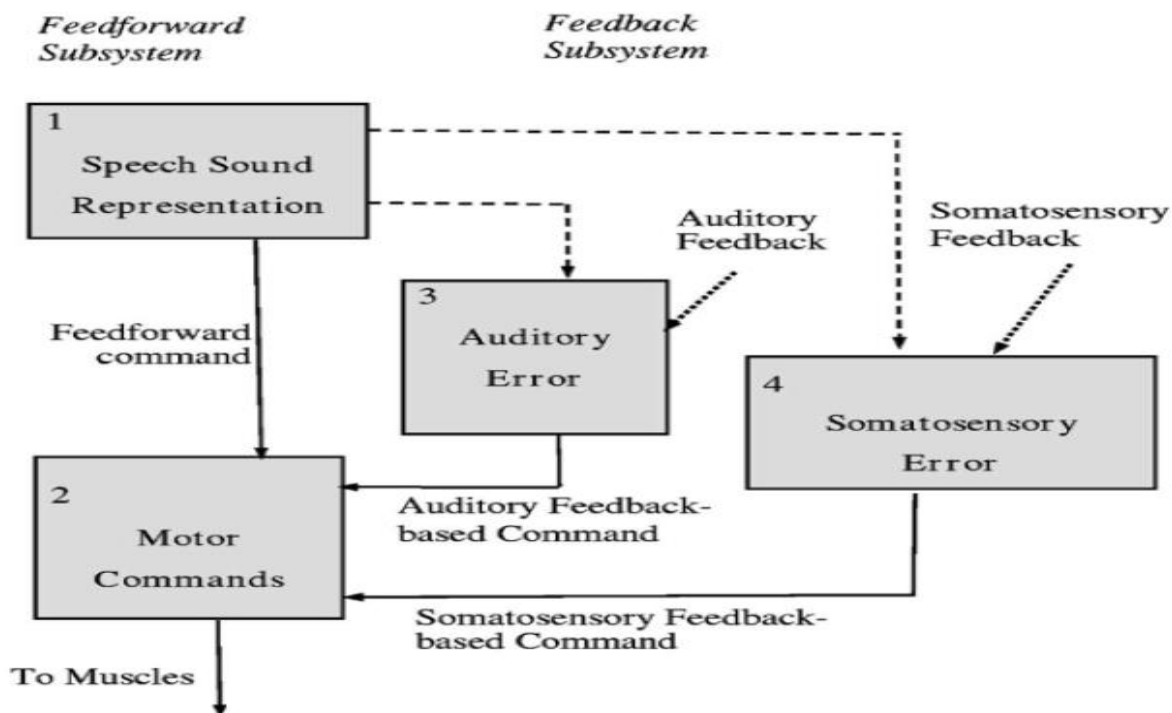 Feedforward
Subsystem
Feedback
Subsystem
1
Speech Sound
Representation
Auditory
Feedback
Somatosensory
Feedback
Feedforward
command
3
Auditory
Error
4
Somatosensory
Error
2
Motor
Commands
Auditory Feedback-
based Command
Somatosensory Feedback-
based Command
To Muscles